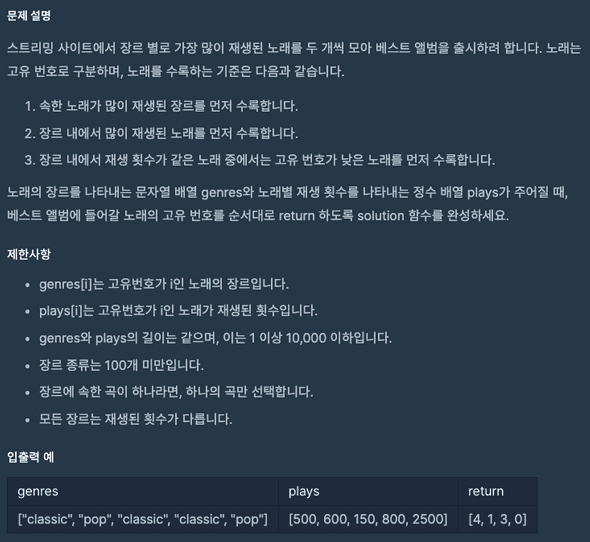 문제 설명
스트리밍 사이트에서 장르 별로 가장 많이 재생된 노래를 두 개씩 모아 베스트 앨범을 출시하려 합니다. 노래는
고유 번호로 구분하며, 노래를 수록하는 기준은 다음과 같습니다.
1. 속한 노래가 많이 재생된 장르를 먼저 수록합니다.
2. 장르 내에서 많이 재생된 노래를 먼저 수록합니다.
3. 장르 내에서 재생 횟수가 같은 노래 중에서는 고유 번호가 낮은 노래를 먼저 수록합니다.
노래의 장르를 나타내는 문자열 배열 genres와 노래별 재생 횟수를 나타내는 정수 배열 plays가 주어질 때,
베스트 앨범에 들어갈 노래의 고유 번호를 순서대로 return 하도록 solution 함수를 완성하세요.
제한사항
• genres[i]는 고유번호가 i인 노래의 장르입니다.
• plays[i]는 고유번호가 i인 노래가 재생된 횟수입니다.
• genres와 plays의 길이는 같으며, 이는 1 이상 10,000 이하입니다.
• 장르 종류는 100개 미만입니다.
• 장르에 속한 곡이 하나라면, 하나의 곡만 선택합니다.
• 모든 장르는 재생된 횟수가 다릅니다.
입출력 예
genres plays return
["classic", "pop", "classic", "classic", "pop"] [500, 600, 150, 800, 2500] [4, 1, 3, 0]